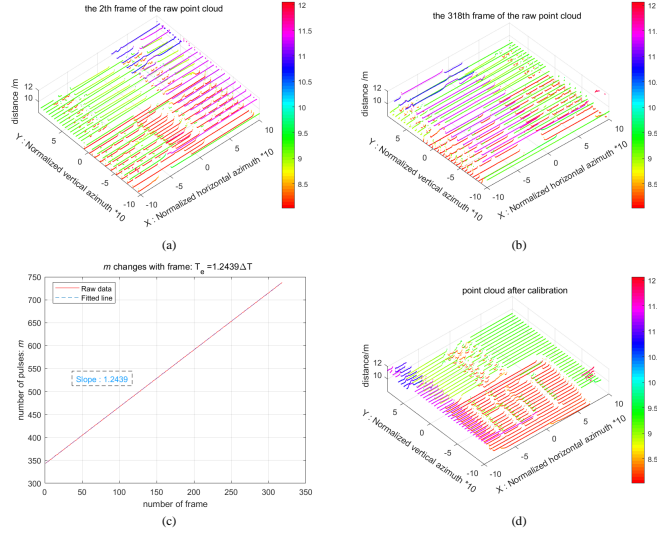 the 2th frame of the raw point cloud
12
11.5
11
10.5
10
9.5
9
8.5
distance /m
12
10
5
0
-5
-10
Y : Normalized vertical azimuth *10
-10
-5
0
5
10
X : Normalized horizontal azimuth *10
(a)
the 318th frame of the raw point cloud
12
11.5
11
10.5
10
9.5
9
8.5
distance /m
12
10
5
0
-5
-10
Y : Normalized vertical azimuth *10
-10
-5
0
5
10
X : Normalized horizontal azimuth *10
(b)
m changes with frame: Te =1.2439ΔT
750
700
650
600
550
500
450
400
350
300
number of pulses: m
Raw data
Fitted line
Slope : 1.2439
0 50 100 150 200 250 300 350
number of frame
(c)
point cloud after calibration
12
11.5
11
10.5
10
9.5
9
8.5
distance/m
12
10
5
0
-5
-10
Y : Normalized vertical azimuth *10
-10
-5
0
5
10
X : Normalized horizontal azimuth *10
(d)